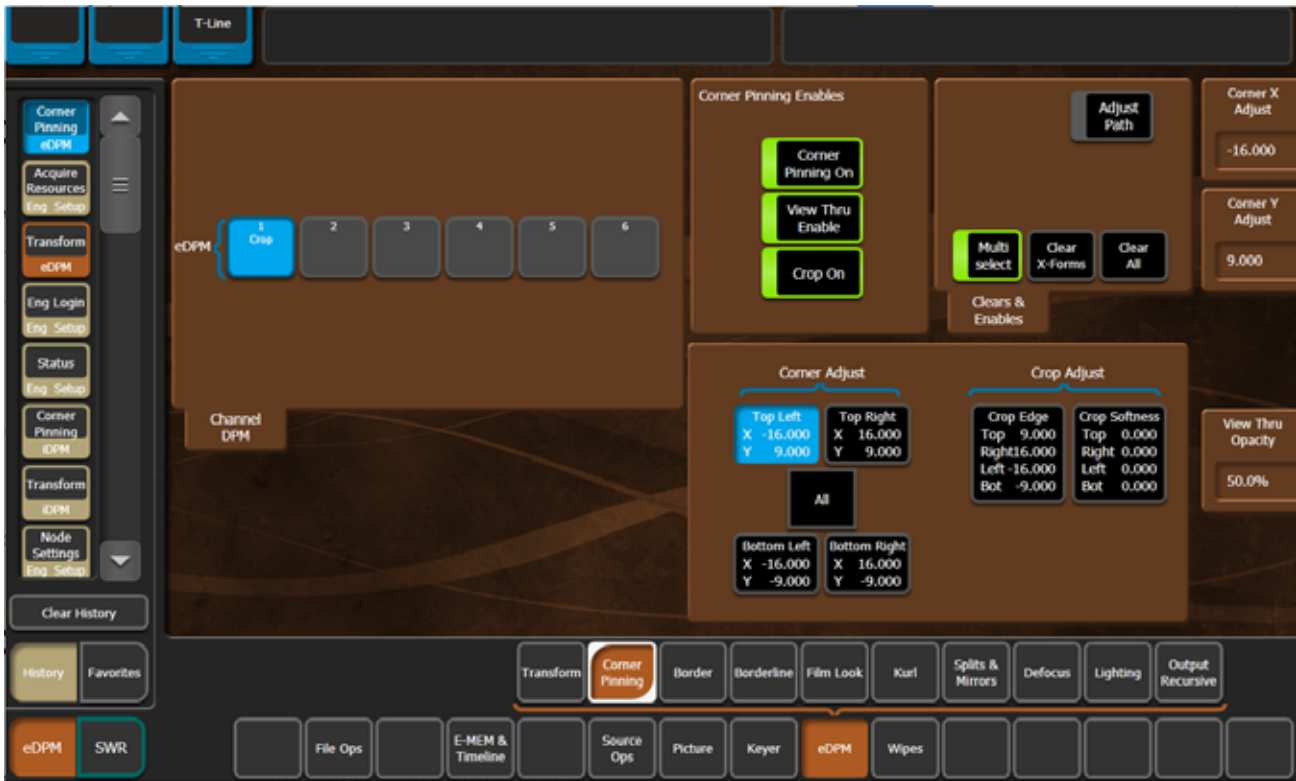 T-Line
Corner
Pinning
eDPM
Acquire
Resources
Eng Setup
Transform
eDPM
Eng Login
Eng Setup
Status
Eng Setup
Corner
Pinning
iDPM
Transform
iDPM
Node
Settings
Eng Setup
Clear History
History
Favorites
eDPM
SWR
eDPM
1
Crop
2
3
4
5
6
Channel
DPM
Corner Pinning Enables
Corner
Pinning On
View Thru
Enable
Crop On
Adjust
Path
Multi
select
Clear
X-Forms
Clear
All
Clears &
Enables
Corner X
Adjust
-16.000
Corner Y
Adjust
9.000
View Thru
Opacity
50.0%
Corner Adjust
Top Left
X -16.000
Y 9.000
Top Right
X 16.000
Y 9.000
All
Bottom Left
X -16.000
Y -9.000
Bottom Right
X 16.000
Y -9.000
Crop Adjust
Crop Edge
Top 9.000
Right16.000
Left -16.000
Bot -9.000
Crop Softness
Top 0.000
Right 0.000
Left 0.000
Bot 0.000
Transform
Corner
Pinning
Border
Borderline
Film Look
Kurl
Splits &
Mirrors
Defocus
Lighting
Output
Recursive
File Ops
E-MEM &
Timeline
Source
Ops
Picture
Keyer
eDPM
Wipes